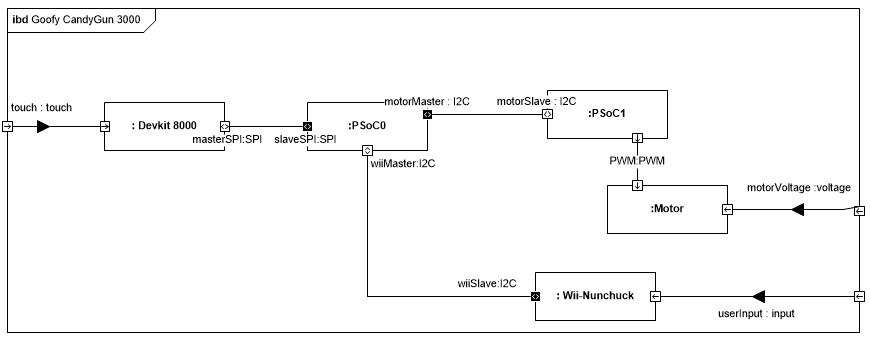 ibd Goofy CandyGun 3000
touch : touch
: Devkit 8000
masterSPI:SPI
slaveSPI:SPI
:PSoC0
motorMaster : I2C
motorSlave : I2C
:PSoC1
wiiMaster:I2C
PWM:PWM
:Motor
motorVoltage :voltage
wiiSlave:I2C
: Wii-Nunchuck
userInput : input